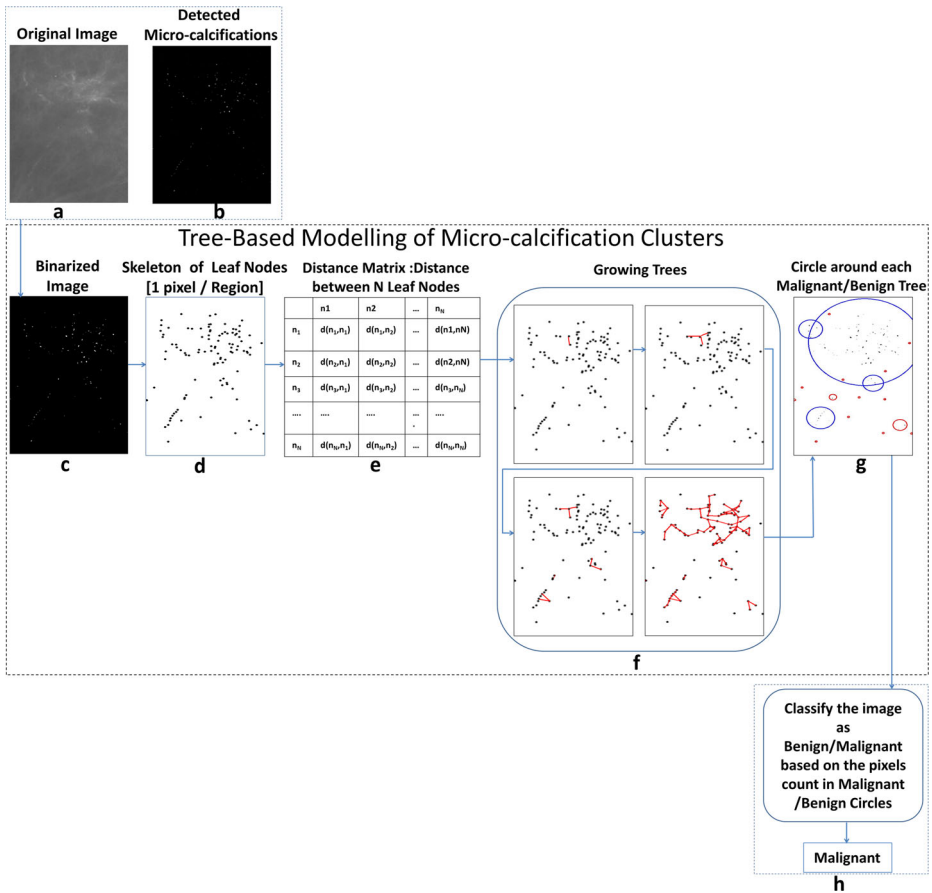 Original Image
Detected
Micro-calcifications
a
b
Tree-Based Modelling of Micro-calcification Clusters
Binarized
Image
Skeleton of Leaf Nodes
[1 pixel / Region]
Distance Matrix :Distance
between N Leaf Nodes
Growing Trees
Circle around each
Malignant/Benign Tree
n1 n2 ... nN
n1 d(n1,n1) d(n1,n2) ... d(n1,nN)
n2 d(n2,n1) d(n2,n2) ... d(n2,nN)
n3 d(n3,n1) d(n3,n2) ... d(n3,nN)
.... .... .... ... ....
.
nN d(nN,n1) d(nN,n2) ... d(nN,nN)
c
d
e
f
g
Classify the image
as
Benign/Malignant
based on the pixels
count in Malignant
/Benign Circles
Malignant
h